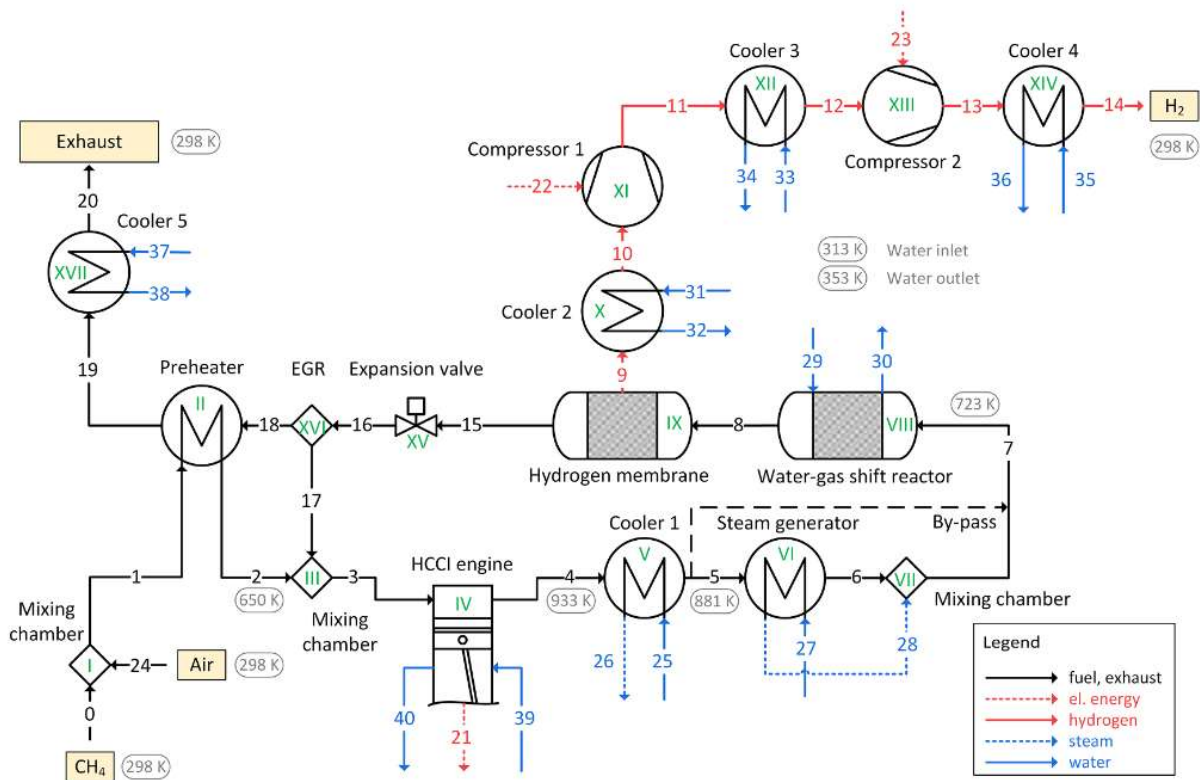 23
Cooler 3
Cooler 4
XII
XIII
XIV
11
12
13
14
H₂
298 K
Exhaust
298 K
Compressor 1
Compressor 2
34
33
36
35
22
XI
20
Cooler 5
37
XVII
38
10
313 K
Water inlet
353 K
Water outlet
31
X
Cooler 2
32
29
30
19
Preheater
EGR
Expansion valve
9
723 K
II
18
XVI
16
15
IX
8
VIII
XV
7
Hydrogen membrane
Water-gas shift reactor
17
Cooler 1
Steam generator
By-pass
1
HCCI engine
V
VI
2
III
3
4
5
6
VII
650 K
IV
933 K
881 K
Mixing chamber
Mixing
chamber
Mixing
chamber
26
25
27
28
I
24
Air
298 K
40
39
21
0
CH₄
298 K
Legend
fuel, exhaust
el. energy
hydrogen
steam
water